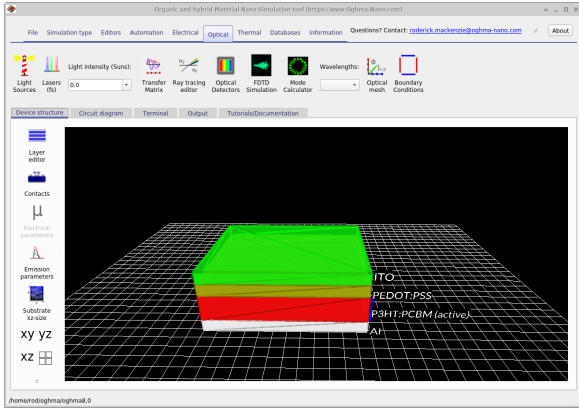 Organic and hybrid Material Nano Simulation tool (https://www.Oghma-Nano.com)
File Simulation type Editors Automation Electrical Optical Thermal Databases Information Questions? Contact: roderick.mackenzie@oghma-nano.com About
Light Sources
Lasers (fs)
Light intensity (Suns):
0.0
Transfer Matrix
Ray tracing editor
Optical Detectors
FDTD Simulation
Mode Calculator
Wavelengths:
Optical mesh
Boundary Conditions
Device structure Circuit diagram Terminal Output Tutorials/Documentation
Layer
editor
Contacts
μ
Electrical
parameters
Emission
parameters
Substrate
xz-size
xy yz
xz
ITO
PEDOT:PSS
P3HT:PCBM (active)
Al
/home/rod/oghma/oghma8.0